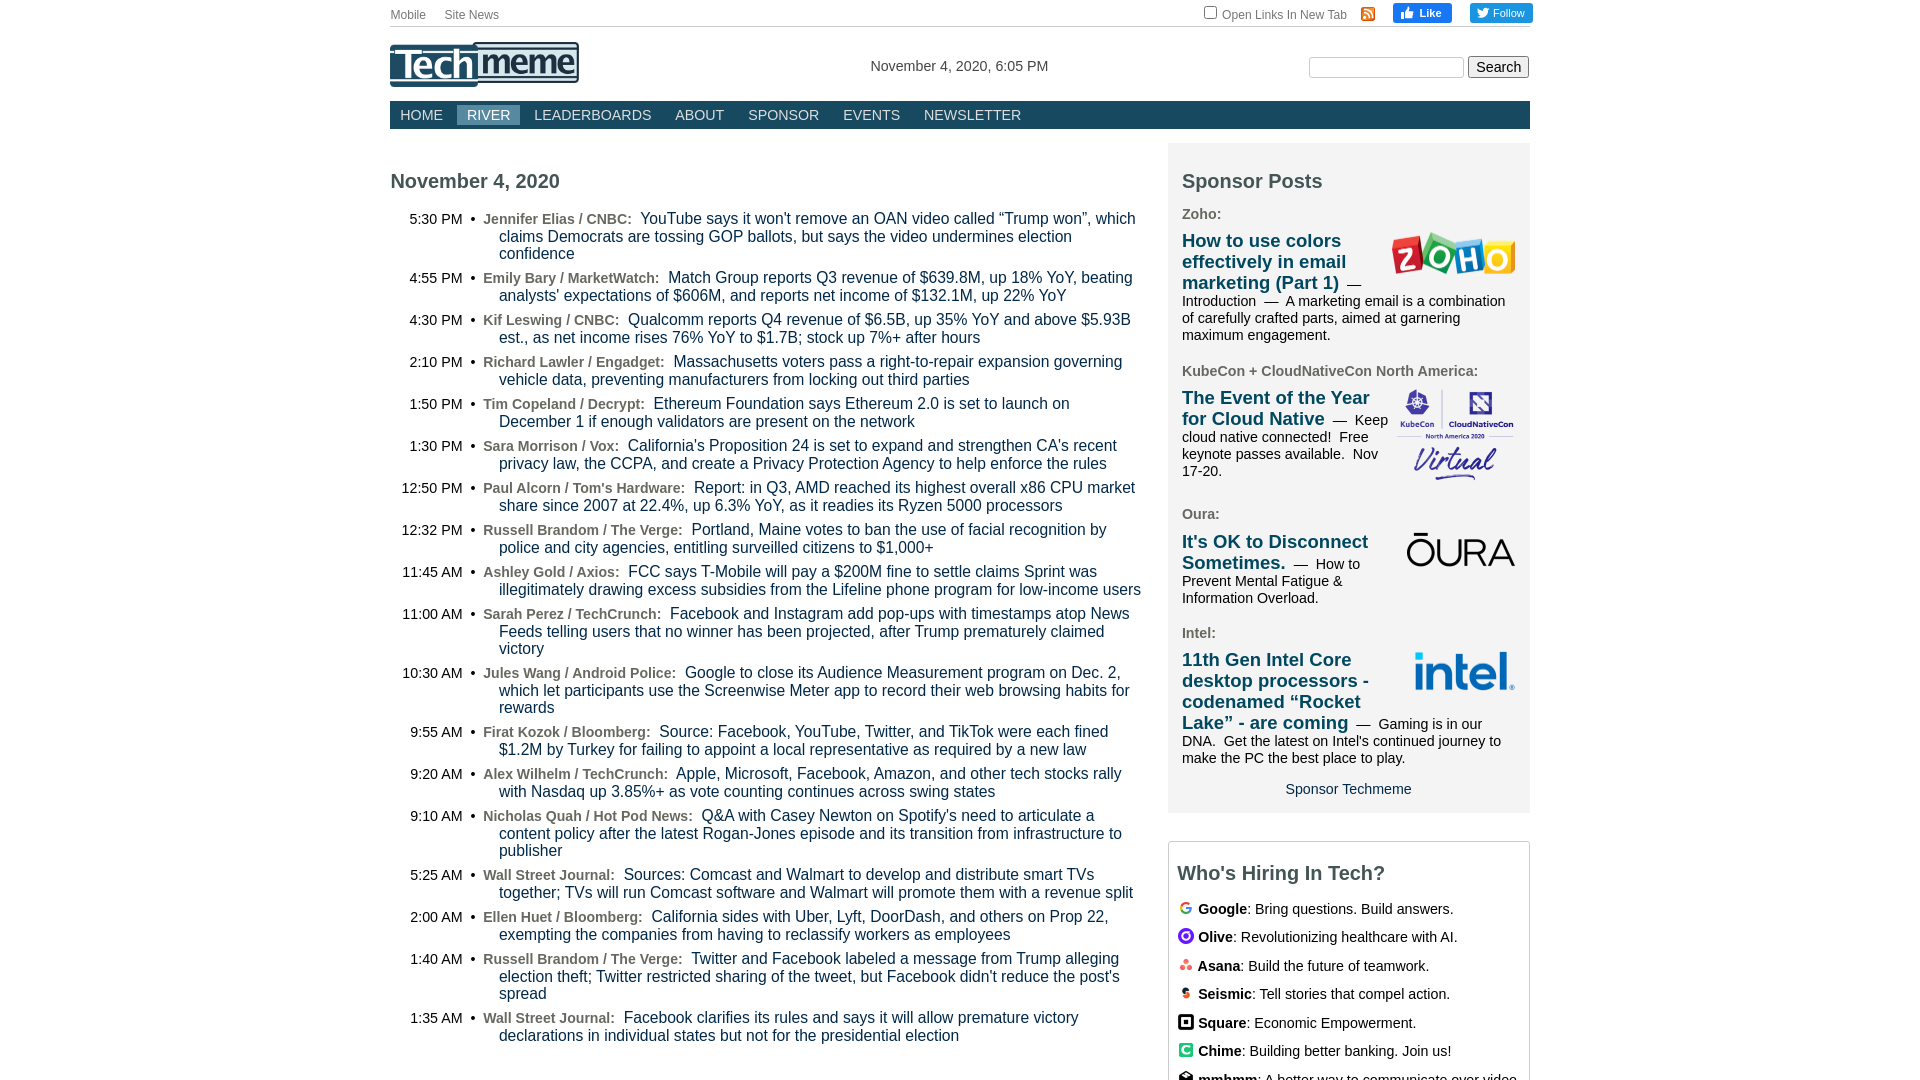 Mobile Site News Open Links In New Tab Like Follow
Techmeme November 4, 2020, 6:05 PM Search
HOME RIVER LEADERBOARDS ABOUT SPONSOR EVENTS NEWSLETTER
November 4, 2020
5:30 PM • Jennifer Elias / CNBC: YouTube says it won't remove an OAN video called “Trump won”, which
claims Democrats are tossing GOP ballots, but says the video undermines election
confidence
4:55 PM • Emily Bary / MarketWatch: Match Group reports Q3 revenue of $639.8M, up 18% YoY, beating
analysts' expectations of $606M, and reports net income of $132.1M, up 22% YoY
4:30 PM • Kif Leswing / CNBC: Qualcomm reports Q4 revenue of $6.5B, up 35% YoY and above $5.93B
est., as net income rises 76% YoY to $1.7B; stock up 7%+ after hours
2:10 PM • Richard Lawler / Engadget: Massachusetts voters pass a right-to-repair expansion governing
vehicle data, preventing manufacturers from locking out third parties
1:50 PM • Tim Copeland / Decrypt: Ethereum Foundation says Ethereum 2.0 is set to launch on
December 1 if enough validators are present on the network
1:30 PM • Sara Morrison / Vox: California's Proposition 24 is set to expand and strengthen CA's recent
privacy law, the CCPA, and create a Privacy Protection Agency to help enforce the rules
12:50 PM • Paul Alcorn / Tom's Hardware: Report: in Q3, AMD reached its highest overall x86 CPU market
share since 2007 at 22.4%, up 6.3% YoY, as it readies its Ryzen 5000 processors
12:32 PM • Russell Brandom / The Verge: Portland, Maine votes to ban the use of facial recognition by
police and city agencies, entitling surveilled citizens to $1,000+
11:45 AM • Ashley Gold / Axios: FCC says T-Mobile will pay a $200M fine to settle claims Sprint was
illegitimately drawing excess subsidies from the Lifeline phone program for low-income users
11:00 AM • Sarah Perez / TechCrunch: Facebook and Instagram add pop-ups with timestamps atop News
Feeds telling users that no winner has been projected, after Trump prematurely claimed
victory
10:30 AM • Jules Wang / Android Police: Google to close its Audience Measurement program on Dec. 2,
which let participants use the Screenwise Meter app to record their web browsing habits for
rewards
9:55 AM • Firat Kozok / Bloomberg: Source: Facebook, YouTube, Twitter, and TikTok were each fined
$1.2M by Turkey for failing to appoint a local representative as required by a new law
9:20 AM • Alex Wilhelm / TechCrunch: Apple, Microsoft, Facebook, Amazon, and other tech stocks rally
with Nasdaq up 3.85%+ as vote counting continues across swing states
9:10 AM • Nicholas Quah / Hot Pod News: Q&A with Casey Newton on Spotify's need to articulate a
content policy after the latest Rogan-Jones episode and its transition from infrastructure to
publisher
5:25 AM • Wall Street Journal: Sources: Comcast and Walmart to develop and distribute smart TVs
together; TVs will run Comcast software and Walmart will promote them with a revenue split
2:00 AM • Ellen Huet / Bloomberg: California sides with Uber, Lyft, DoorDash, and others on Prop 22,
exempting the companies from having to reclassify workers as employees
1:40 AM • Russell Brandom / The Verge: Twitter and Facebook labeled a message from Trump alleging
election theft; Twitter restricted sharing of the tweet, but Facebook didn't reduce the post's
spread
1:35 AM • Wall Street Journal: Facebook clarifies its rules and says it will allow premature victory
declarations in individual states but not for the presidential election
Sponsor Posts
Zoho:
How to use colors
effectively in email
marketing (Part 1) —
ZOHO
Introduction — A marketing email is a combination
of carefully crafted parts, aimed at garnering
maximum engagement.
KubeCon + CloudNativeCon North America:
The Event of the Year
for Cloud Native — Keep
cloud native connected! Free
keynote passes available. Nov
17-20.
KubeCon CloudNativeCon
North America 2020
Virtual
Oura:
It's OK to Disconnect
Sometimes. — How to
Prevent Mental Fatigue &
Information Overload.
ŌURA
Intel:
11th Gen Intel Core
desktop processors -
codenamed “Rocket
Lake” - are coming — Gaming is in our
intel®
DNA. Get the latest on Intel's continued journey to
make the PC the best place to play.
Sponsor Techmeme
Who's Hiring In Tech?
Google: Bring questions. Build answers.
Olive: Revolutionizing healthcare with AI.
Asana: Build the future of teamwork.
Seismic: Tell stories that compel action.
Square: Economic Empowerment.
Chime: Building better banking. Join us!
mmhmm: A better way to communicate over video